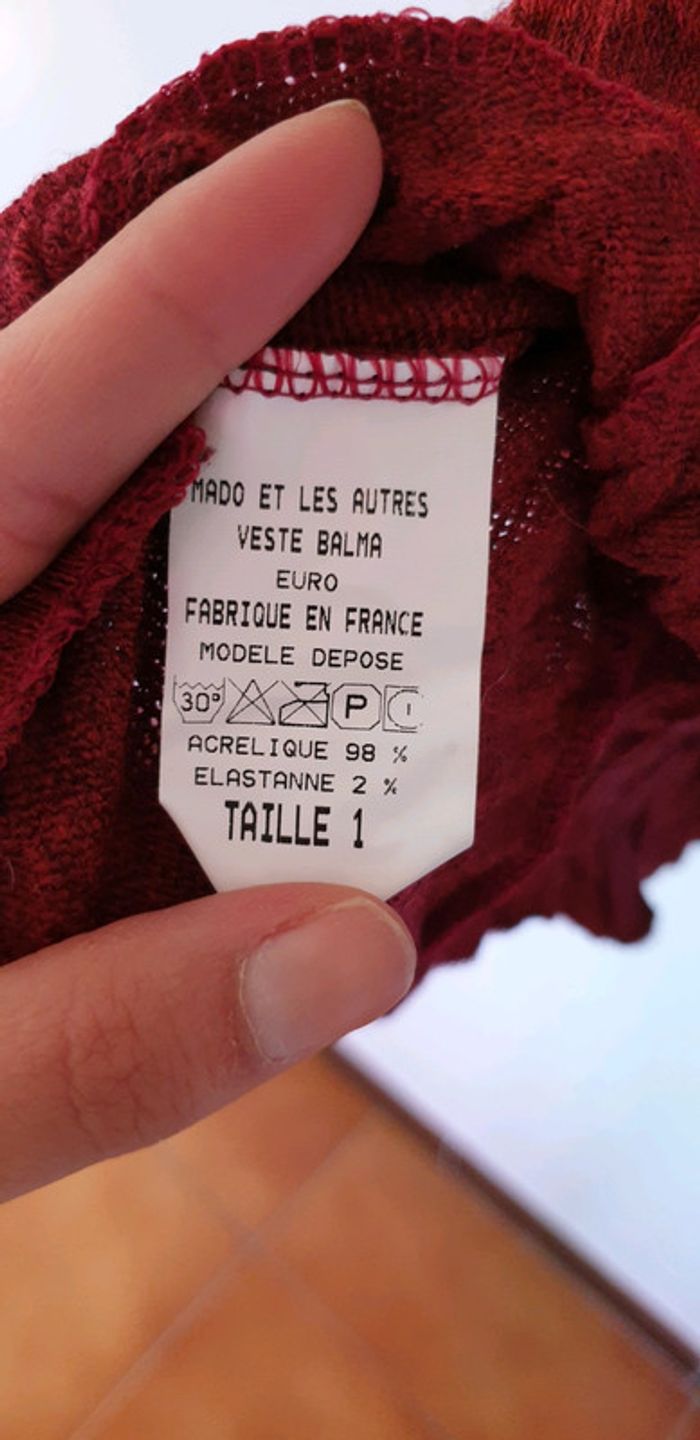 MADO ET LES AUTRES
VESTE BALMA
EURO
FABRIQUE EN FRANCE
MODELE DEPOSE
30° P
ACRELIQUE 98 %
ELASTANNE 2 %
TAILLE 1